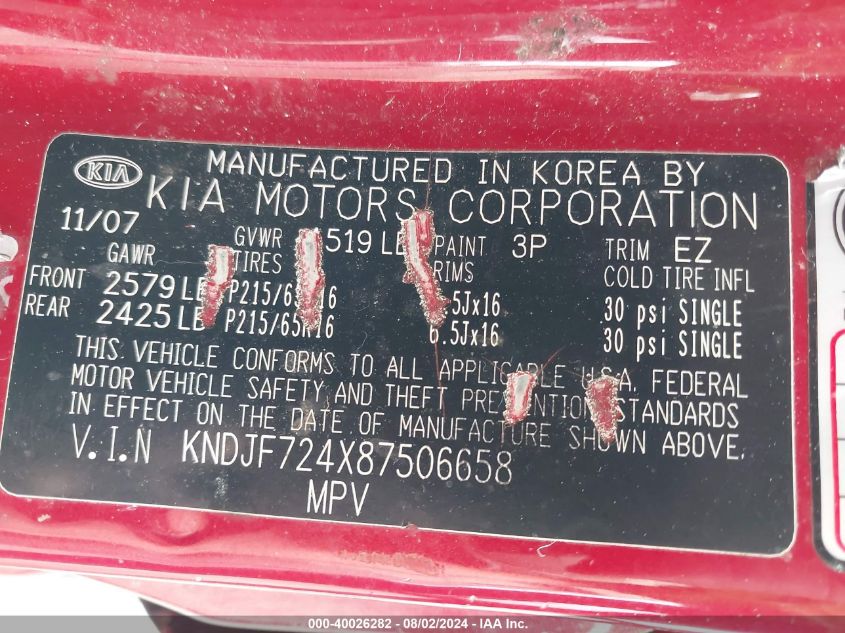 KIA MANUFACTURED IN KOREA BY
KIA MOTORS CORPORATION
11/07 GVWR 519 LB PAINT 3P TRIM EZ
GAWR TIRES RIMS COLD TIRE INFL
FRONT 2579 LB P215/65 16 .5Jx16 30 psi SINGLE
REAR 2425 LB P215/65R16 6.5Jx16 30 psi SINGLE
THIS VEHICLE CONFORMS TO ALL APPLICABLE U.S.A. FEDERAL
MOTOR VEHICLE SAFETY AND THEFT PREVENTION STANDARDS
IN EFFECT ON THE DATE OF MANUFACTURE SHOWN ABOVE.
V.I.N KNDJF724X87506658
MPV
000-40026282 - 08/02/2024 - IAA Inc.